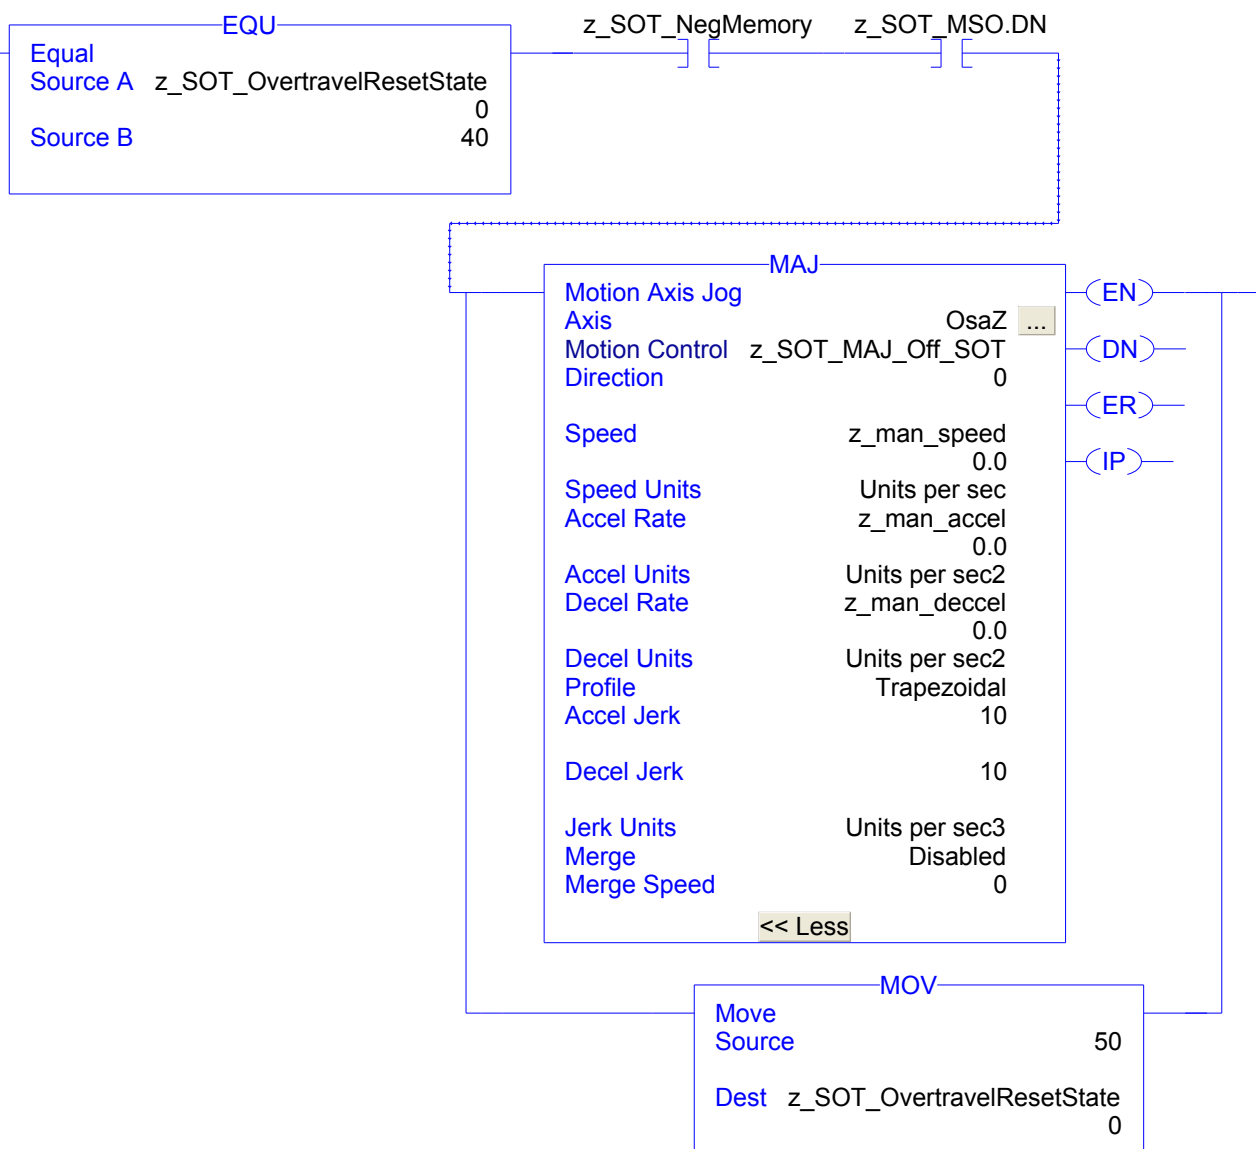 EQU
z_SOT_NegMemory z_SOT_MSO.DN
Equal
Source A z_SOT_OvertravelResetState
0
Source B 40
MAJ
Motion Axis Jog
EN
Axis OsaZ ...
Motion Control z_SOT_MAJ_Off_SOT
DN
Direction 0
ER
Speed z_man_speed
0.0
IP
Speed Units Units per sec
Accel Rate z_man_accel
0.0
Accel Units Units per sec2
Decel Rate z_man_deccel
0.0
Decel Units Units per sec2
Profile Trapezoidal
Accel Jerk 10
Decel Jerk 10
Jerk Units Units per sec3
Merge Disabled
Merge Speed 0
<< Less
MOV
Move
Source 50
Dest z_SOT_OvertravelResetState
0